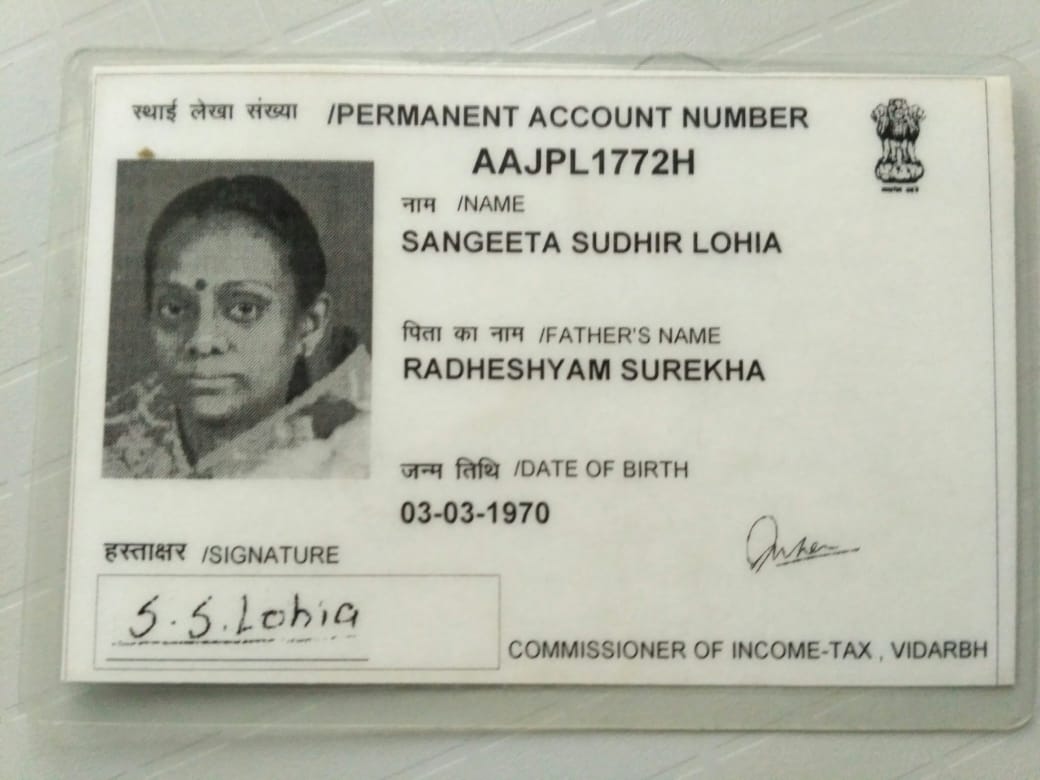 स्थाई लेखा संख्या /PERMANENT ACCOUNT NUMBER
AAJPL1772H
नाम /NAME
SANGEETA SUDHIR LOHIA
पिता का नाम /FATHER'S NAME
RADHESHYAM SUREKHA
जन्म तिथि /DATE OF BIRTH
03-03-1970
हस्ताक्षर /SIGNATURE
S.S.Lohia
COMMISSIONER OF INCOME-TAX , VIDARBH